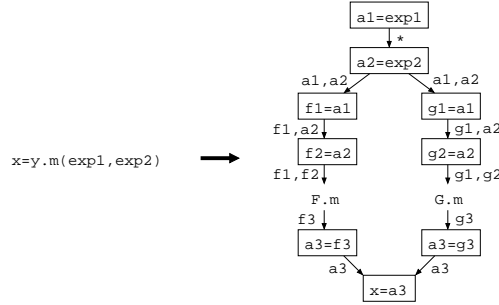 a1=exp1
*
a2=exp2
a1,a2 a1,a2
f1=a1 g1=a1
f1,a2 g1,a2
f2=a2 g2=a2
x=y.m(exp1,exp2)
f1,f2 g1,g2
F.m G.m
f3 g3
a3=f3 a3=g3
a3 a3
x=a3